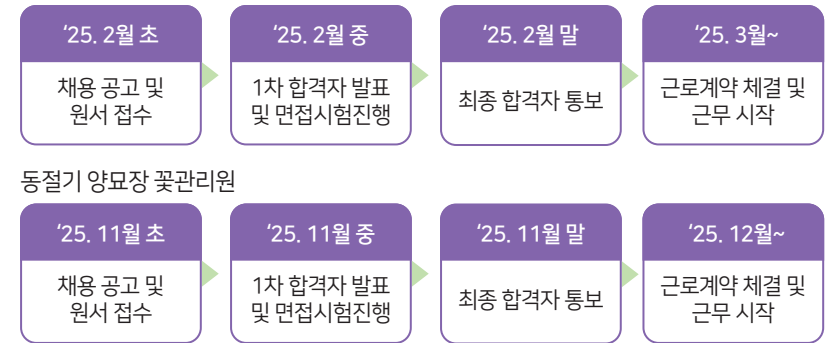 ‘25. 2월 초
채용 공고 및
원서 접수
‘25. 2월 중
1차 합격자 발표
및 면접시험진행
‘25. 2월 말
최종 합격자 통보
‘25. 3월~
근로계약 체결 및
근무 시작
동절기 양묘장 꽃관리원
‘25. 11월 초
채용 공고 및
원서 접수
‘25. 11월 중
1차 합격자 발표
및 면접시험진행
‘25. 11월 말
최종 합격자 통보
‘25. 12월~
근로계약 체결 및
근무 시작